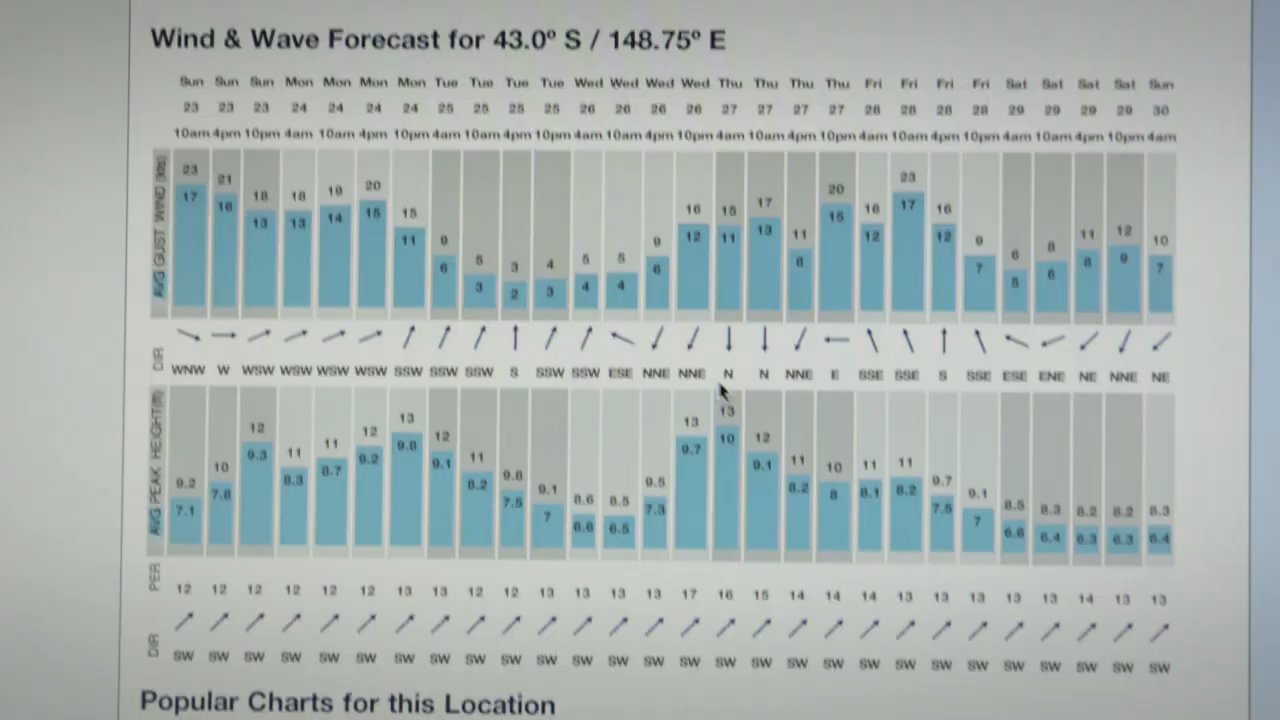 Wind & Wave Forecast for 43.0° S / 148.75° E
Sun Sun Sun Mon Mon Mon Mon Tue Tue Tue Tue Wed Wed Wed Wed Thu Thu Thu Thu Fri Fri Fri Fri Sat Sat Sat Sat Sun
23 23 23 24 24 24 24 25 25 25 25 26 26 26 26 27 27 27 27 28 28 28 28 29 29 29 29 30
10am 4pm 10pm 4am 10am 4pm 10pm 4am 10am 4pm 10pm 4am 10am 4pm 10pm 4am 10am 4pm 10pm 4am 10am 4pm 10pm 4am 10am 4pm 10pm 4am
AVG GUST WIND (kts)
23 21 18 18 19 20 15 9 5 3 4 5 5 9 16 15 17 11 20 16 23 16 9 6 8 11 12 10
17 16 13 13 14 15 11 6 3 2 3 4 4 6 12 11 13 8 15 12 17 12 7 5 6 8 9 7
DIR
WNW W WSW WSW WSW WSW SSW SSW SSW S SSW SSW ESE NNE NNE N N NNE E SSE SSE S SSE ESE ENE NE NNE NE
AVG PEAK HEIGHT(ft)
9.2 10 12 11 11 12 13 12 11 9.8 9.1 8.6 8.5 9.5 13 13 12 11 10 11 11 9.7 9.1 8.5 8.3 8.2 8.2 8.3
7.1 7.8 9.3 8.3 8.7 9.2 9.8 9.1 8.2 7.5 7 6.6 6.5 7.3 9.7 10 9.1 8.2 8 8.1 8.2 7.5 7 6.6 6.4 6.3 6.3 6.4
PER
12 12 12 12 12 12 13 13 12 12 13 13 13 13 17 16 15 14 14 14 13 13 13 13 13 14 13 13
DIR
SW SW SW SW SW SW SW SW SW SW SW SW SW SW SW SW SW SW SW SW SW SW SW SW SW SW SW SW
Popular Charts for this Location